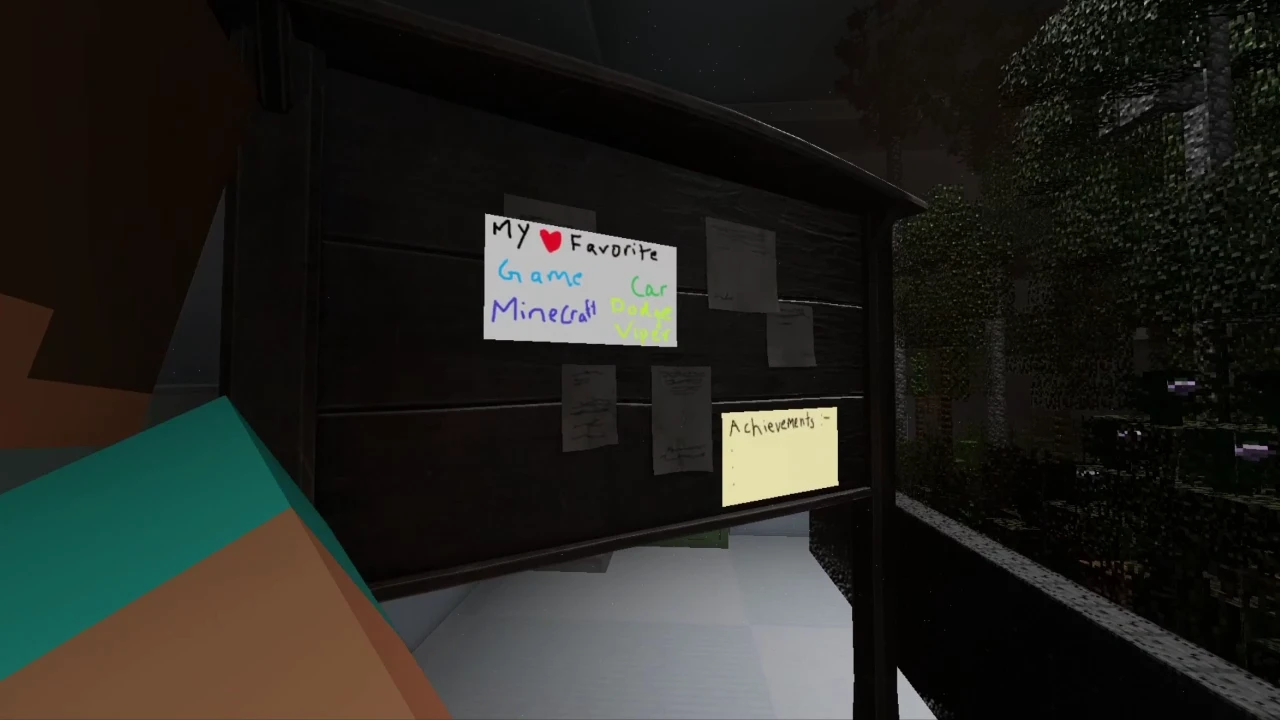 MY ❤ Favorite
Game
MineCraft
Car
Dodge
Viper
Achievements :-